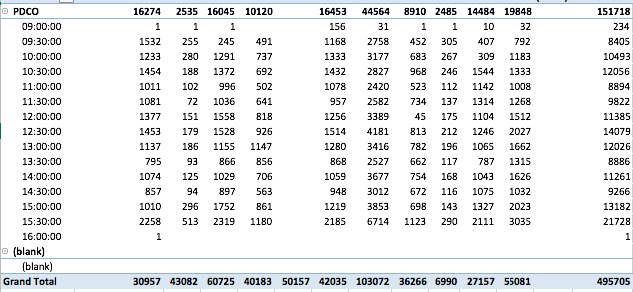 PDCO 16274 2535 16045 10120 16453 44564 8910 2485 14484 19848 151718
09:00:00 1 1 1 156 31 1 1 10 32 234
09:30:00 1532 255 245 491 1168 2758 452 305 407 792 8405
10:00:00 1233 280 1291 737 1333 3177 683 267 309 1183 10493
10:30:00 1454 188 1372 692 1432 2827 968 246 1544 1333 12056
11:00:00 1011 102 996 502 1078 2420 523 112 1142 1008 8894
11:30:00 1081 72 1036 641 957 2582 734 137 1314 1268 9822
12:00:00 1377 151 1558 818 1256 3389 45 175 1104 1512 11385
12:30:00 1453 179 1528 926 1514 4181 813 212 1246 2027 14079
13:00:00 1137 186 1155 1147 1280 3416 782 196 1065 1662 12026
13:30:00 795 93 866 856 868 2527 662 117 787 1315 8886
14:00:00 1074 125 1029 706 1059 3677 754 168 1043 1626 11261
14:30:00 857 94 897 563 948 3012 672 116 1075 1032 9266
15:00:00 1010 296 1752 861 1219 3853 698 143 1327 2023 13182
15:30:00 2258 513 2319 1180 2185 6714 1123 290 2111 3035 21728
16:00:00 1 1
(blank)
(blank)
Grand Total 30957 43082 60725 40183 50157 42035 103072 36266 6990 27157 55081 495705